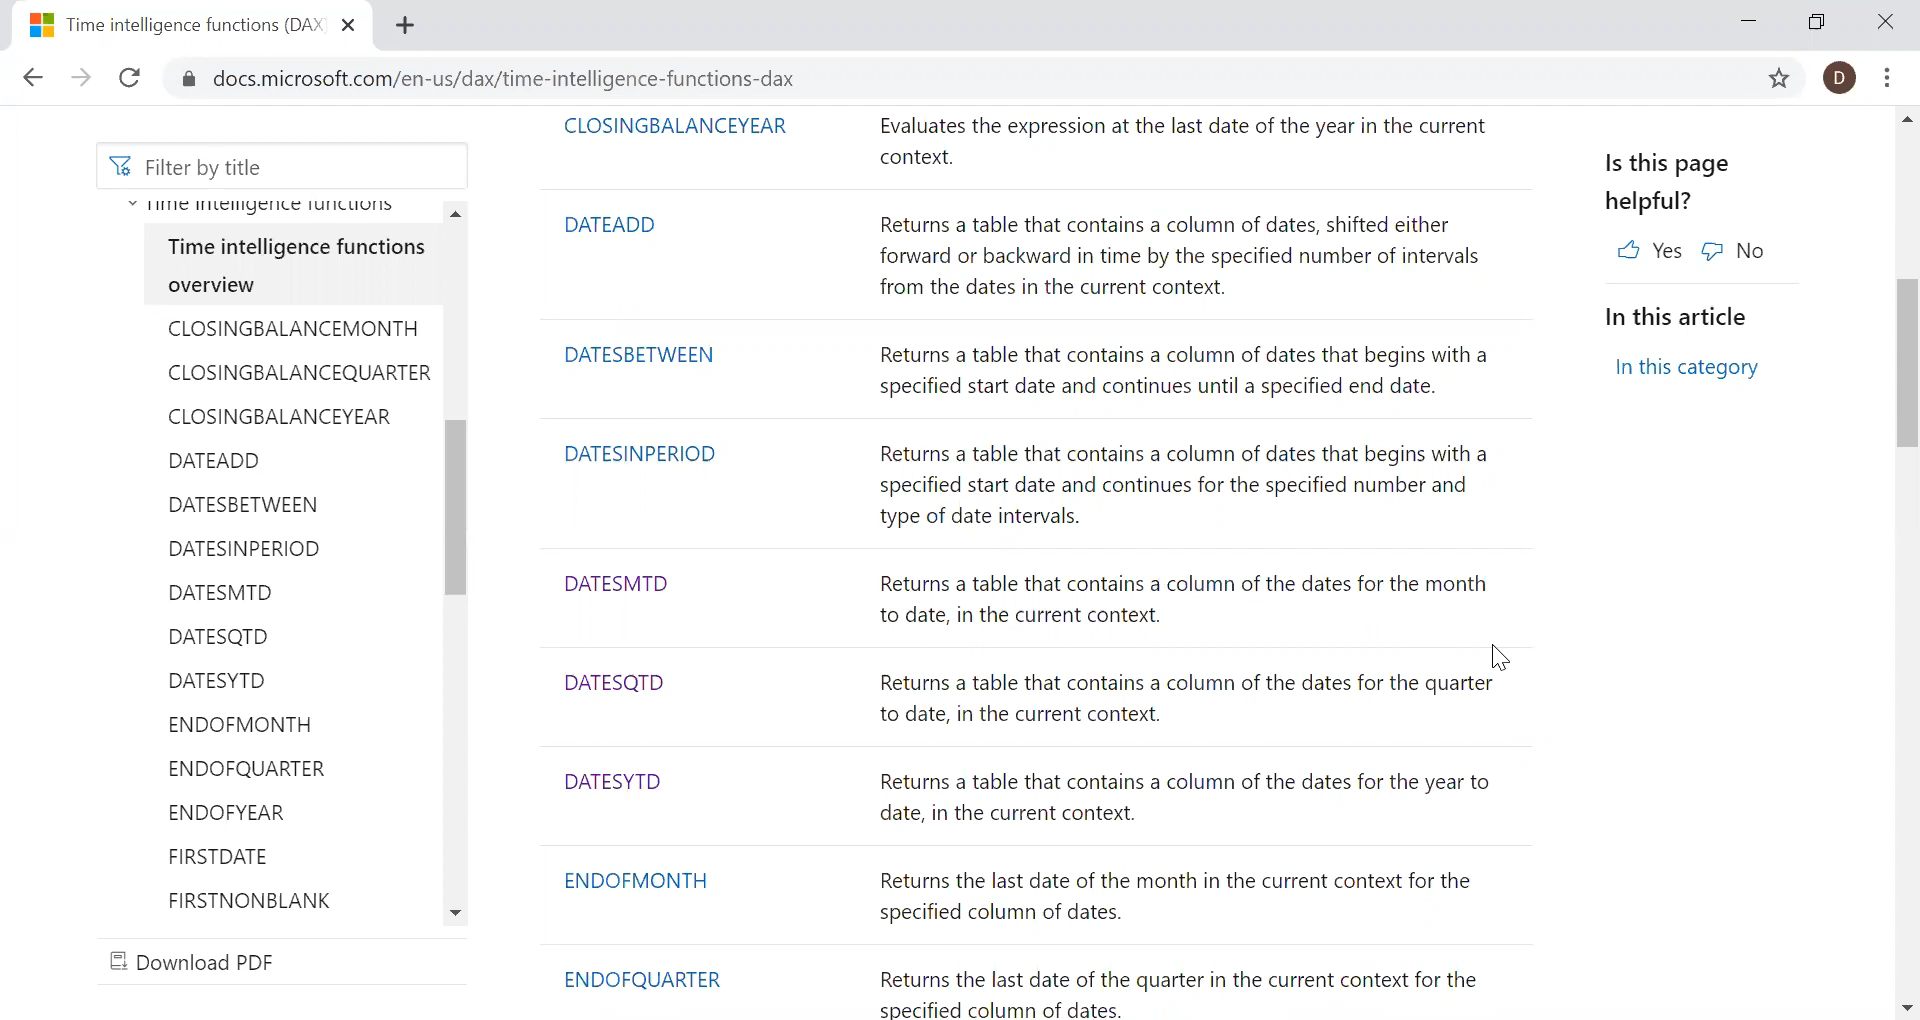 Time intelligence functions (DAX
docs.microsoft.com/en-us/dax/time-intelligence-functions-dax
D
Filter by title
Time intelligence functions
Time intelligence functions
overview
CLOSINGBALANCEMONTH
CLOSINGBALANCEQUARTER
CLOSINGBALANCEYEAR
DATEADD
DATESBETWEEN
DATESINPERIOD
DATESMTD
DATESQTD
DATESYTD
ENDOFMONTH
ENDOFQUARTER
ENDOFYEAR
FIRSTDATE
FIRSTNONBLANK
Download PDF
CLOSINGBALANCEYEAR
Evaluates the expression at the last date of the year in the current
context.
DATEADD
Returns a table that contains a column of dates, shifted either
forward or backward in time by the specified number of intervals
from the dates in the current context.
DATESBETWEEN
Returns a table that contains a column of dates that begins with a
specified start date and continues until a specified end date.
DATESINPERIOD
Returns a table that contains a column of dates that begins with a
specified start date and continues for the specified number and
type of date intervals.
DATESMTD
Returns a table that contains a column of the dates for the month
to date, in the current context.
DATESQTD
Returns a table that contains a column of the dates for the quarter
to date, in the current context.
DATESYTD
Returns a table that contains a column of the dates for the year to
date, in the current context.
ENDOFMONTH
Returns the last date of the month in the current context for the
specified column of dates.
ENDOFQUARTER
Returns the last date of the quarter in the current context for the
specified column of dates.
Is this page
helpful?
Yes No
In this article
In this category